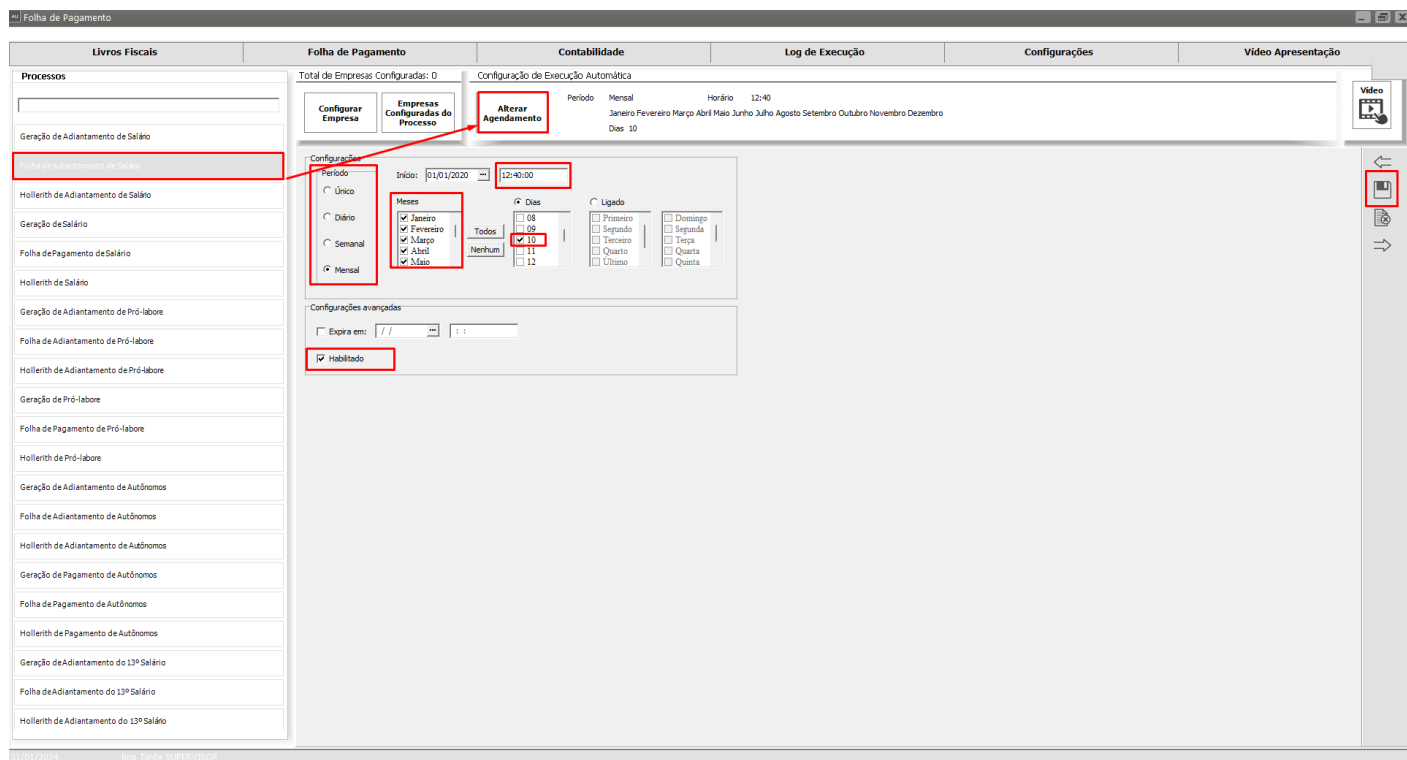 Folha de Pagamento
Livros Fiscais Folha de Pagamento Contabilidade Log de Execução Configurações Vídeo Apresentação
Processos
Total de Empresas Configuradas: 0
Configuração de Execução Automática
Configurar Empresa
Empresas Configuradas do Processo
Alterar Agendamento
Período Mensal Horário 12:40
Janeiro Fevereiro Março Abril Maio Junho Julho Agosto Setembro Outubro Novembro Dezembro
Dias 10
Vídeo
Geração de Adiantamento de Salário
Folha de Adiantamento de Salário
Hollerith de Adiantamento de Salário
Geração de Salário
Folha de Pagamento de Salário
Hollerith de Salário
Geração de Adiantamento de Pró-labore
Folha de Adiantamento de Pró-labore
Hollerith de Adiantamento de Pró-labore
Geração de Pró-labore
Folha de Pagamento de Pró-labore
Hollerith de Pró-labore
Geração de Adiantamento de Autônomos
Folha de Adiantamento de Autônomos
Hollerith de Adiantamento de Autônomos
Geração de Pagamento de Autônomos
Folha de Pagamento de Autônomos
Hollerith de Pagamento de Autônomos
Geração de Adiantamento do 13º Salário
Folha de Adiantamento do 13º Salário
Hollerith de Adiantamento do 13º Salário
Configurações
Período
Único
Diário
Semanal
Mensal
Início: 01/01/2020 ... 12:40:00
Meses
Janeiro
Fevereiro
Março
Abril
Maio
Todos
Nenhum
Dias
08
09
10
11
12
Ligado
Primeiro
Segundo
Terceiro
Quarto
Último
Domingo
Segunda
Terça
Quarta
Quinta
Configurações avançadas
Expira em: / / ... : :
Habilitado
31/01/2024 Boa Tarde SUPERVISOR